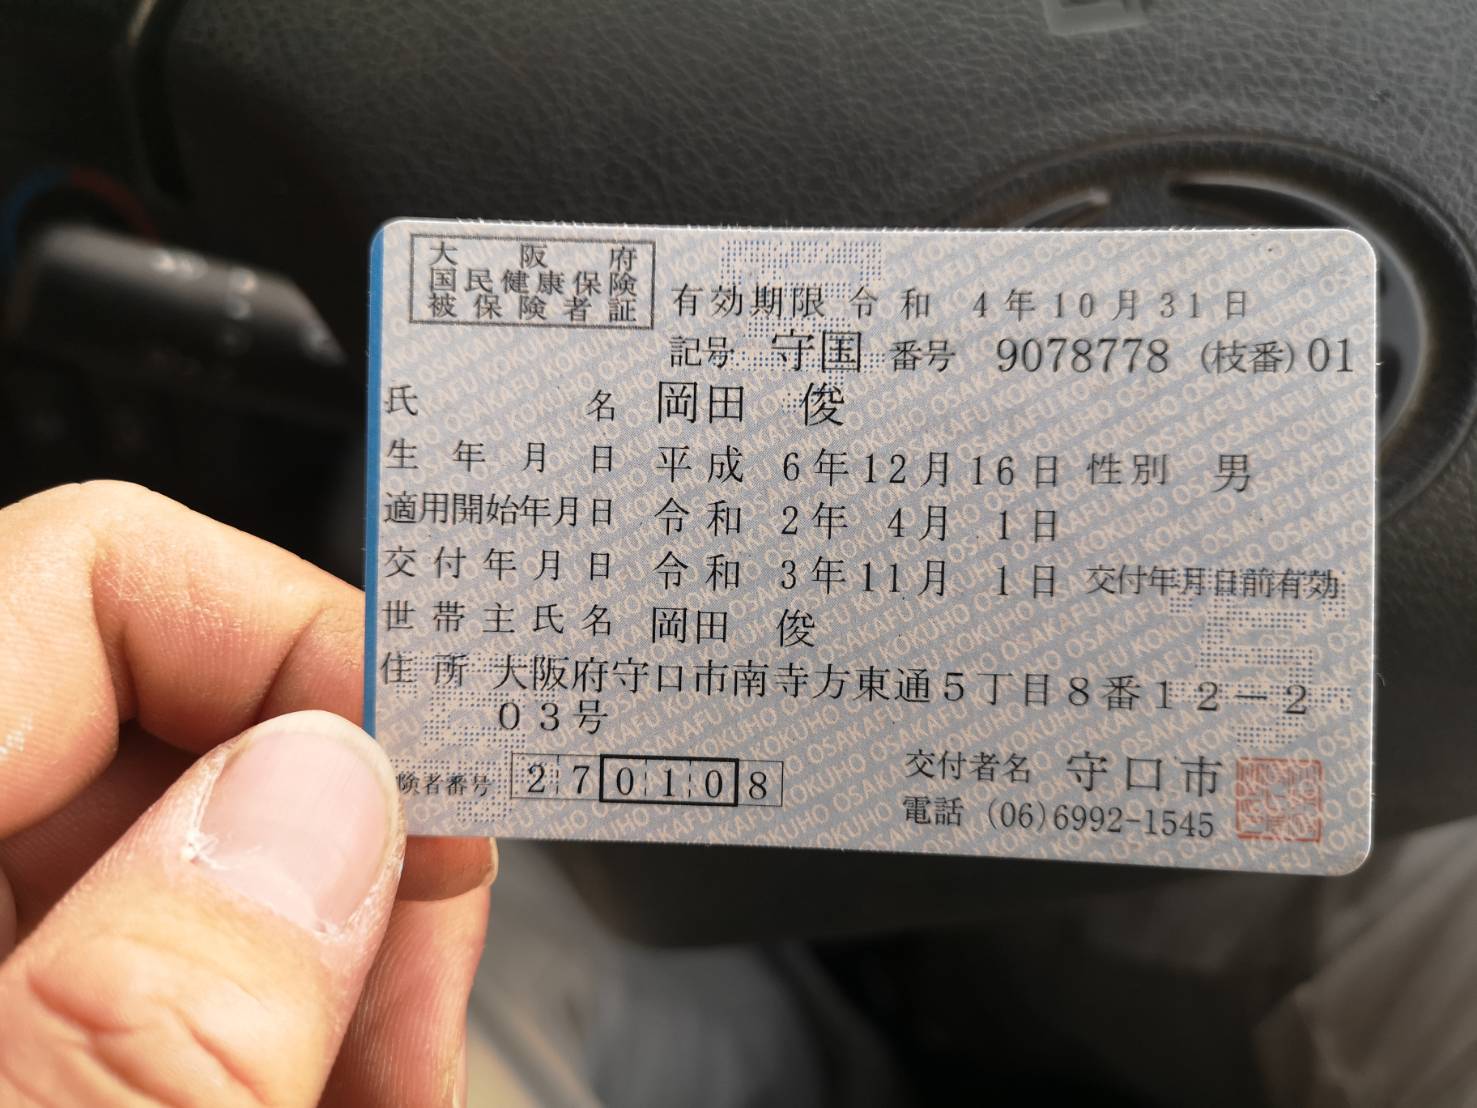 大阪府
国民健康保険
被保険者証
有効期限 令和 4年10月31日
記号 守国 番号 9078778 (枝番)01
氏名 岡田 俊
生年月日 平成 6年12月16日 性別 男
適用開始年月日 令和 2年 4月 1日
交付年月日 令和 3年11月 1日 交付年月日前有効
世帯主氏名 岡田 俊
住所 大阪府守口市南寺方東通5丁目8番12-2
03号
険者番号 270108
交付者名 守口市
電話 (06)6992-1545